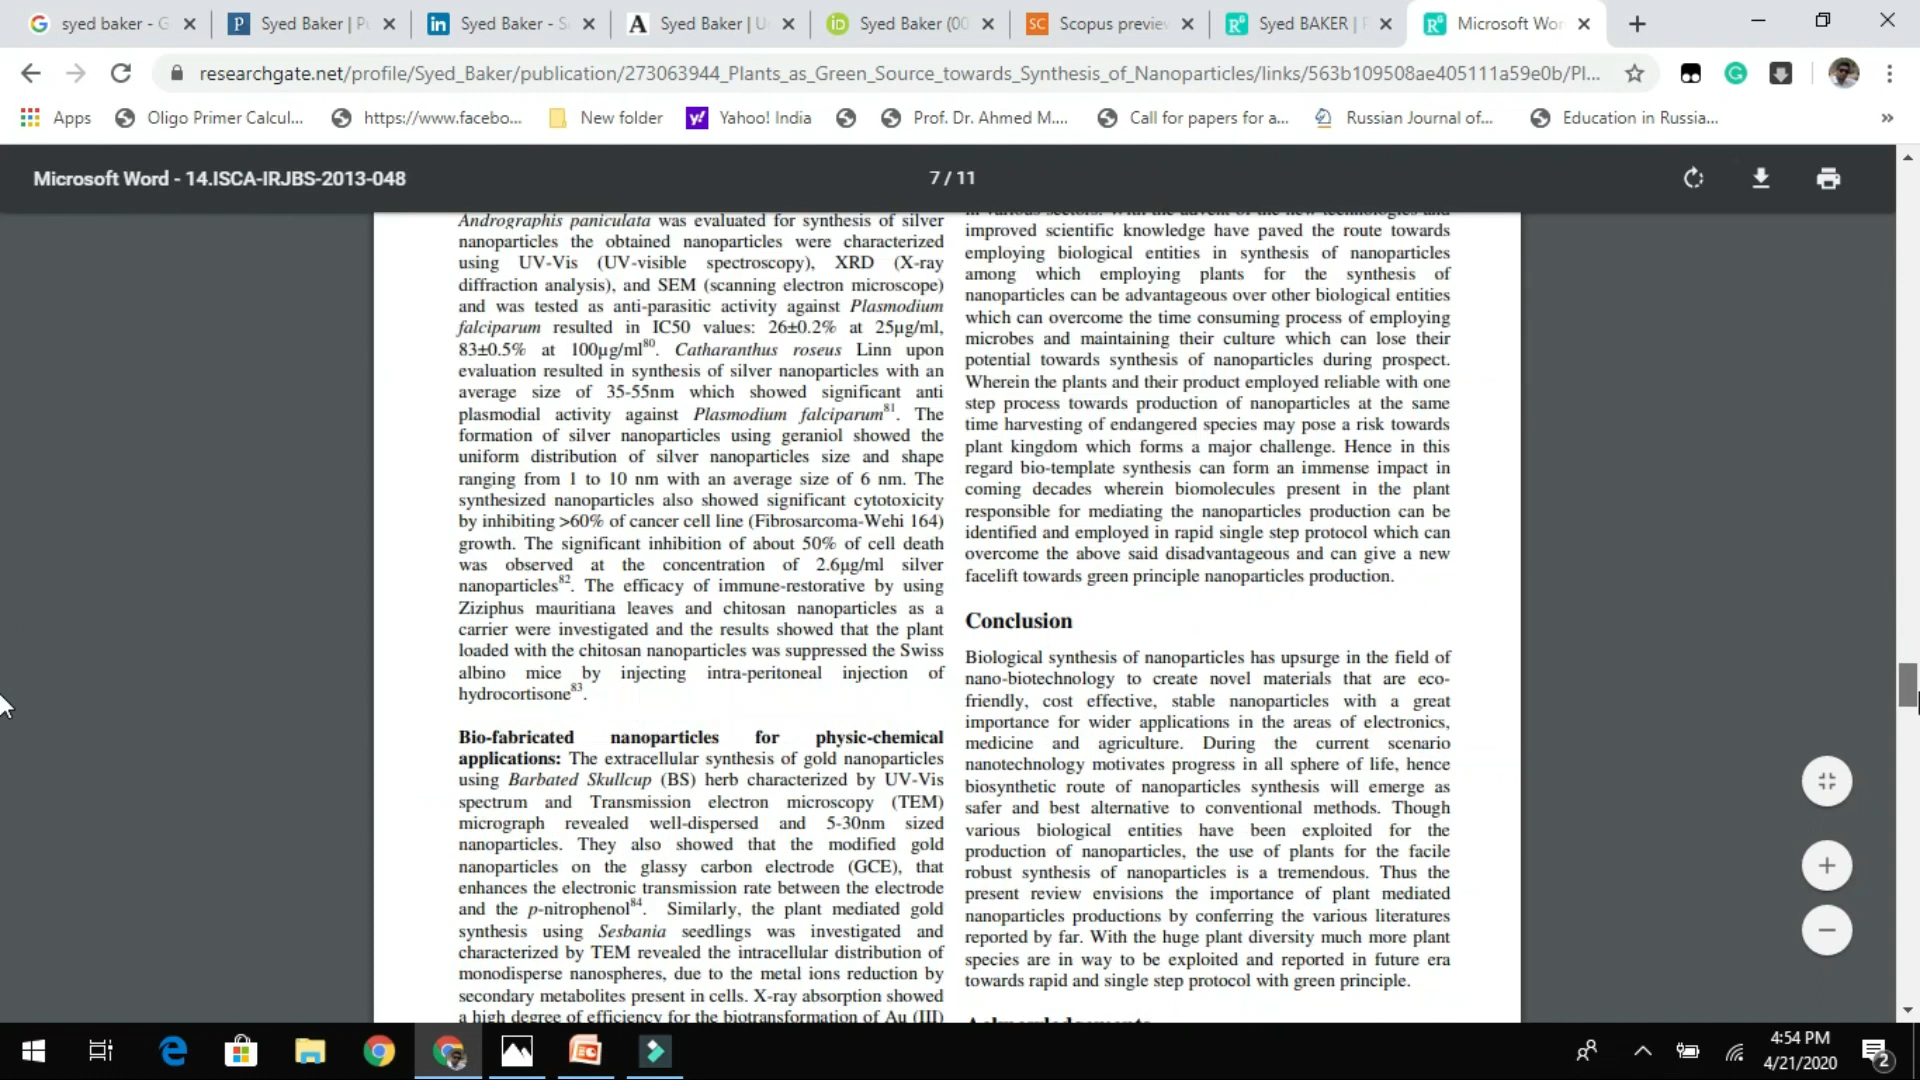 syed baker - G
Syed Baker | P
Syed Baker - S
Syed Baker | U
Syed Baker (00
Scopus preview
Syed BAKER |
Microsoft Wor
researchgate.net/profile/Syed_Baker/publication/273063944_Plants_as_Green_Source_towards_Synthesis_of_Nanoparticles/links/563b109508ae405111a59e0b/Pl...
Apps
Oligo Primer Calcul...
https://www.facebo...
New folder
Yahoo! India
Prof. Dr. Ahmed M....
Call for papers for a...
Russian Journal of...
Education in Russia...
»
Microsoft Word - 14.ISCA-IRJBS-2013-048
7 / 11
Andrographis paniculata was evaluated for synthesis of silver
nanoparticles the obtained nanoparticles were characterized
using UV-Vis (UV-visible spectroscopy), XRD (X-ray
diffraction analysis), and SEM (scanning electron microscope)
and was tested as anti-parasitic activity against Plasmodium
falciparum resulted in IC50 values: 26±0.2% at 25µg/ml,
83±0.5% at 100µg/ml80. Catharanthus roseus Linn upon
evaluation resulted in synthesis of silver nanoparticles with an
average size of 35-55nm which showed significant anti
plasmodial activity against Plasmodium falciparum81. The
formation of silver nanoparticles using geraniol showed the
uniform distribution of silver nanoparticles size and shape
ranging from 1 to 10 nm with an average size of 6 nm. The
synthesized nanoparticles also showed significant cytotoxicity
by inhibiting >60% of cancer cell line (Fibrosarcoma-Wehi 164)
growth. The significant inhibition of about 50% of cell death
was observed at the concentration of 2.6µg/ml silver
nanoparticles82. The efficacy of immune-restorative by using
Ziziphus mauritiana leaves and chitosan nanoparticles as a
carrier were investigated and the results showed that the plant
loaded with the chitosan nanoparticles was suppressed the Swiss
albino mice by injecting intra-peritoneal injection of
hydrocortisone83.
Bio-fabricated nanoparticles for physic-chemical
applications: The extracellular synthesis of gold nanoparticles
using Barbated Skullcup (BS) herb characterized by UV-Vis
spectrum and Transmission electron microscopy (TEM)
micrograph revealed well-dispersed and 5-30nm sized
nanoparticles. They also showed that the modified gold
nanoparticles on the glassy carbon electrode (GCE), that
enhances the electronic transmission rate between the electrode
and the p-nitrophenol84. Similarly, the plant mediated gold
synthesis using Sesbania seedlings was investigated and
characterized by TEM revealed the intracellular distribution of
monodisperse nanospheres, due to the metal ions reduction by
secondary metabolites present in cells. X-ray absorption showed
a high degree of efficiency for the biotransformation of Au (III)
in various sectors. With the advent of the new technologies and
improved scientific knowledge have paved the route towards
employing biological entities in synthesis of nanoparticles
among which employing plants for the synthesis of
nanoparticles can be advantageous over other biological entities
which can overcome the time consuming process of employing
microbes and maintaining their culture which can lose their
potential towards synthesis of nanoparticles during prospect.
Wherein the plants and their product employed reliable with one
step process towards production of nanoparticles at the same
time harvesting of endangered species may pose a risk towards
plant kingdom which forms a major challenge. Hence in this
regard bio-template synthesis can form an immense impact in
coming decades wherein biomolecules present in the plant
responsible for mediating the nanoparticles production can be
identified and employed in rapid single step protocol which can
overcome the above said disadvantageous and can give a new
facelift towards green principle nanoparticles production.
Conclusion
Biological synthesis of nanoparticles has upsurge in the field of
nano-biotechnology to create novel materials that are eco-
friendly, cost effective, stable nanoparticles with a great
importance for wider applications in the areas of electronics,
medicine and agriculture. During the current scenario
nanotechnology motivates progress in all sphere of life, hence
biosynthetic route of nanoparticles synthesis will emerge as
safer and best alternative to conventional methods. Though
various biological entities have been exploited for the
production of nanoparticles, the use of plants for the facile
robust synthesis of nanoparticles is a tremendous. Thus the
present review envisions the importance of plant mediated
nanoparticles productions by conferring the various literatures
reported by far. With the huge plant diversity much more plant
species are in way to be exploited and reported in future era
towards rapid and single step protocol with green principle.
4:54 PM
4/21/2020
2